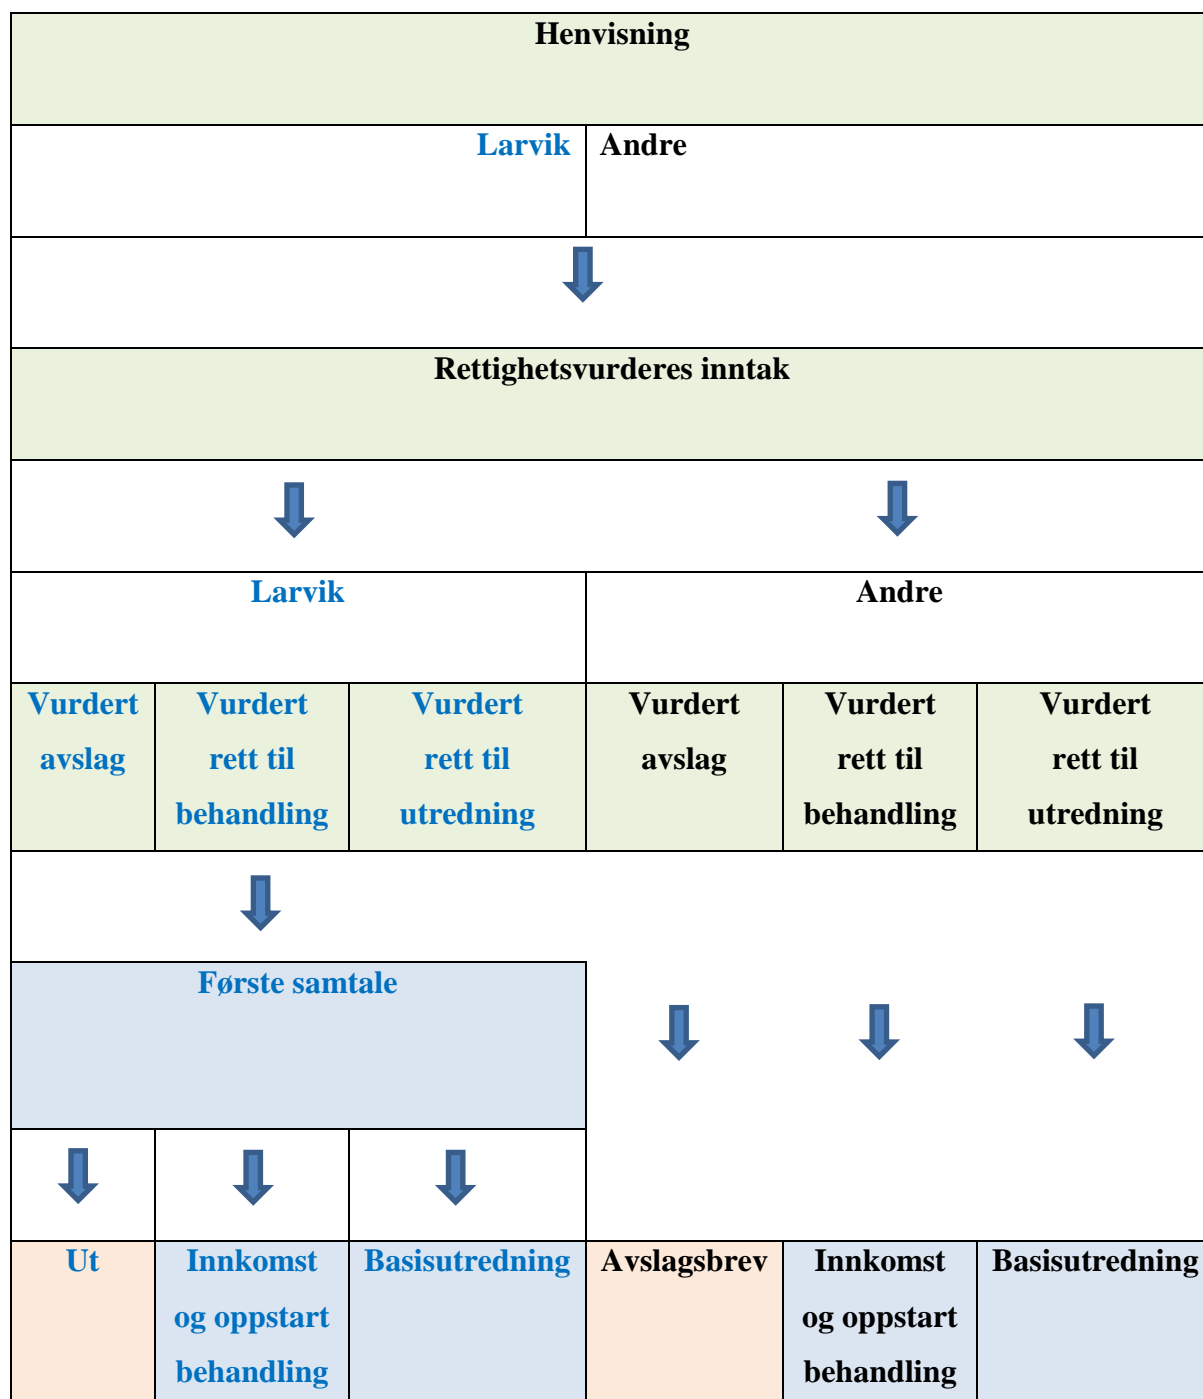 Henvisning
Larvik
Andre
Rettighetsvurderes inntak
Larvik
Andre
Vurdert
avslag
Vurdert
rett til
behandling
Vurdert
rett til
utredning
Vurdert
avslag
Vurdert
rett til
behandling
Vurdert
rett til
utredning
Første samtale
Ut
Innkomst
og oppstart
behandling
Basisutredning
Avslagsbrev
Innkomst
og oppstart
behandling
Basisutredning